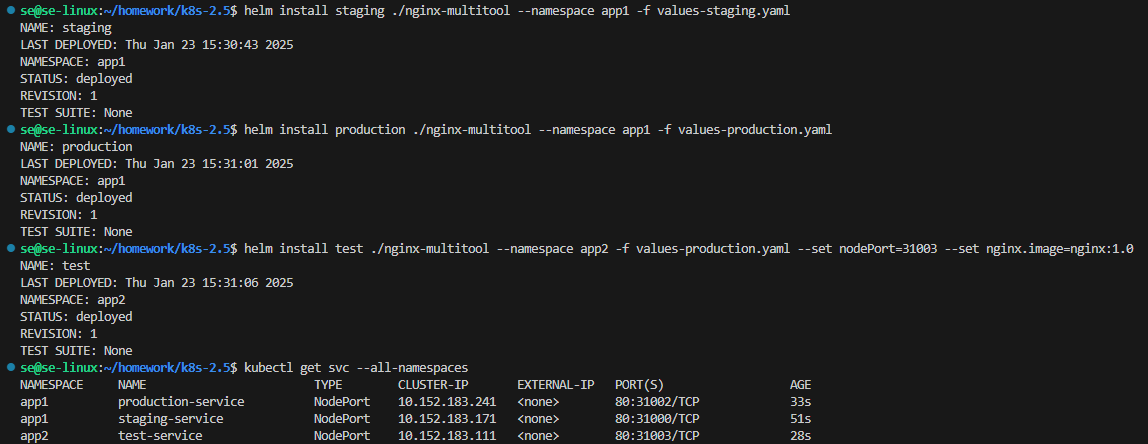 se@se-linux:~/homework/k8s-2.5$ helm install staging ./nginx-multitool --namespace app1 -f values-staging.yaml
NAME: staging
LAST DEPLOYED: Thu Jan 23 15:30:43 2025
NAMESPACE: app1
STATUS: deployed
REVISION: 1
TEST SUITE: None
se@se-linux:~/homework/k8s-2.5$ helm install production ./nginx-multitool --namespace app1 -f values-production.yaml
NAME: production
LAST DEPLOYED: Thu Jan 23 15:31:01 2025
NAMESPACE: app1
STATUS: deployed
REVISION: 1
TEST SUITE: None
se@se-linux:~/homework/k8s-2.5$ helm install test ./nginx-multitool --namespace app2 -f values-production.yaml --set nodePort=31003 --set nginx.image=nginx:1.0
NAME: test
LAST DEPLOYED: Thu Jan 23 15:31:06 2025
NAMESPACE: app2
STATUS: deployed
REVISION: 1
TEST SUITE: None
se@se-linux:~/homework/k8s-2.5$ kubectl get svc --all-namespaces
NAMESPACE NAME TYPE CLUSTER-IP EXTERNAL-IP PORT(S) AGE
app1 production-service NodePort 10.152.183.241 <none> 80:31002/TCP 33s
app1 staging-service NodePort 10.152.183.171 <none> 80:31000/TCP 51s
app2 test-service NodePort 10.152.183.111 <none> 80:31003/TCP 28s